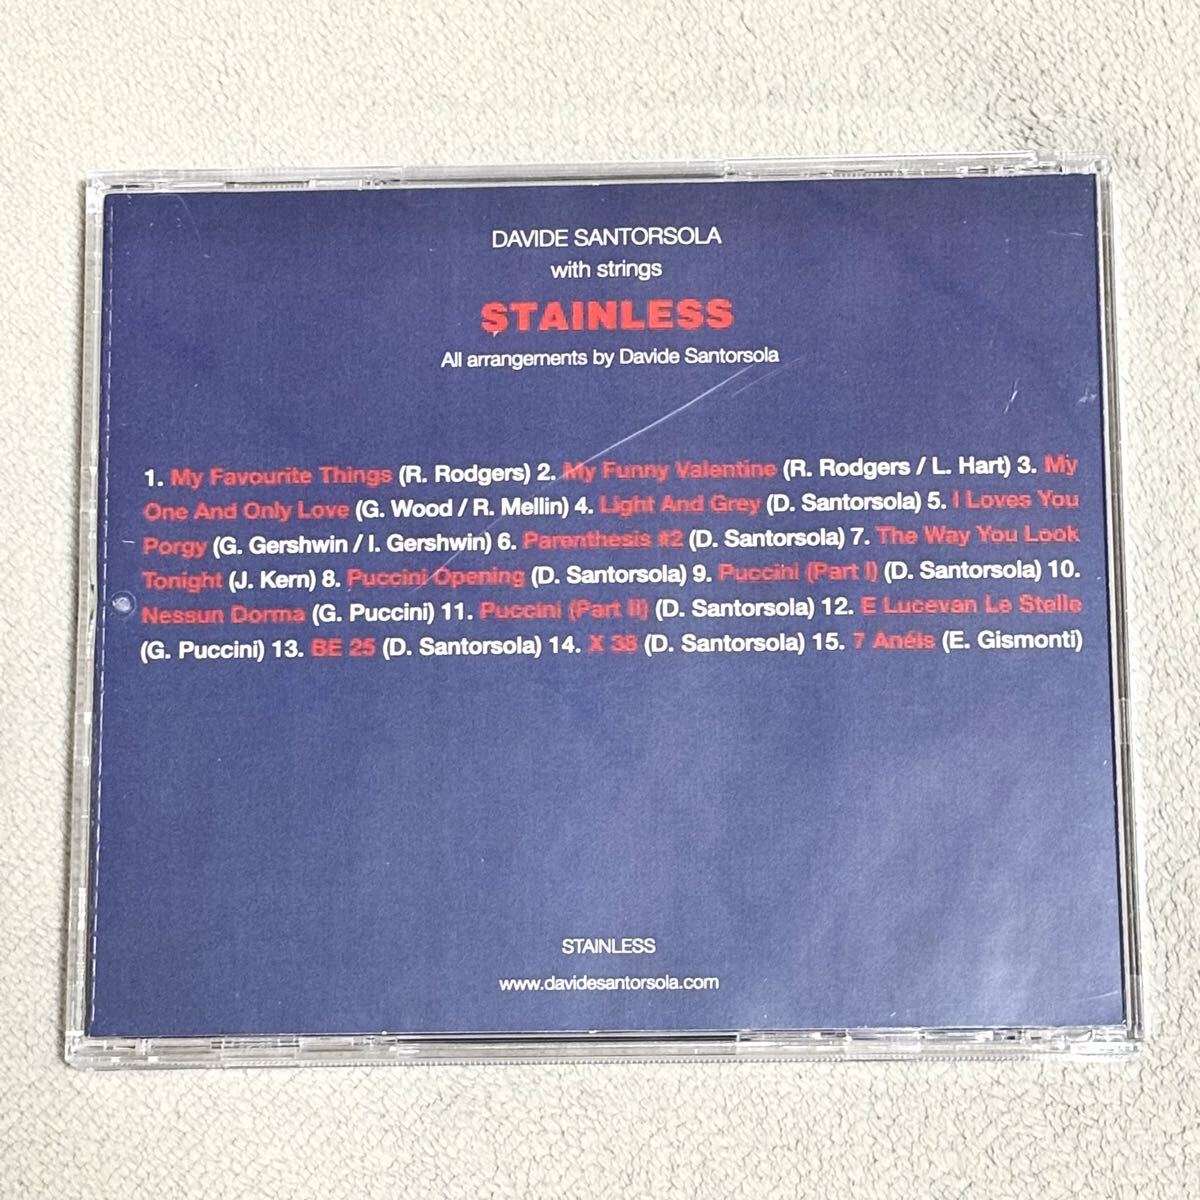 DAVIDE SANTORSOLA
with strings
STAINLESS
All arrangements by Davide Santorsola
1. My Favourite Things (R. Rodgers) 2. My Funny Valentine (R. Rodgers / L. Hart) 3. My
One And Only Love (G. Wood / R. Mellin) 4. Light And Grey (D. Santorsola) 5. I Loves You
Porgy (G. Gershwin / I. Gershwin) 6. Parenthesis #2 (D. Santorsola) 7. The Way You Look
Tonight (J. Kern) 8. Puccini Opening (D. Santorsola) 9. Puccini (Part I) (D. Santorsola) 10.
Nessun Dorma (G. Puccini) 11. Puccini (Part II) (D. Santorsola) 12. E Lucevan Le Stelle
(G. Puccini) 13. BE 25 (D. Santorsola) 14. X 38 (D. Santorsola) 15. 7 Anéis (E. Gismonti)
STAINLESS
www.davidesantorsola.com